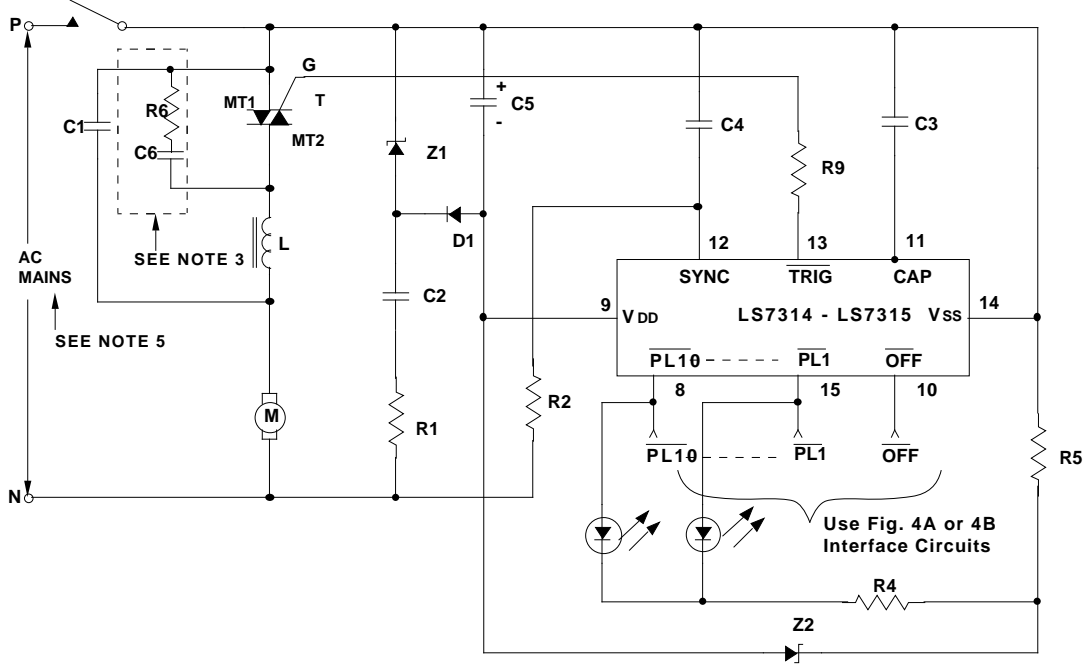 P
G
MT1
T
MT2
R6
C1
C6
C5
+
-
Z1
C4
C3
R9
D1
L
SEE NOTE 3
AC
MAINS
SEE NOTE 5
C2
12
13
11
SYNC
TRIG
CAP
9
VDD
LS7314 - LS7315
VSS
14
PL10
PL1
OFF
8
15
10
R2
R1
M
PL10
PL1
OFF
R5
N
Use Fig. 4A or 4B
Interface Circuits
R4
Z2